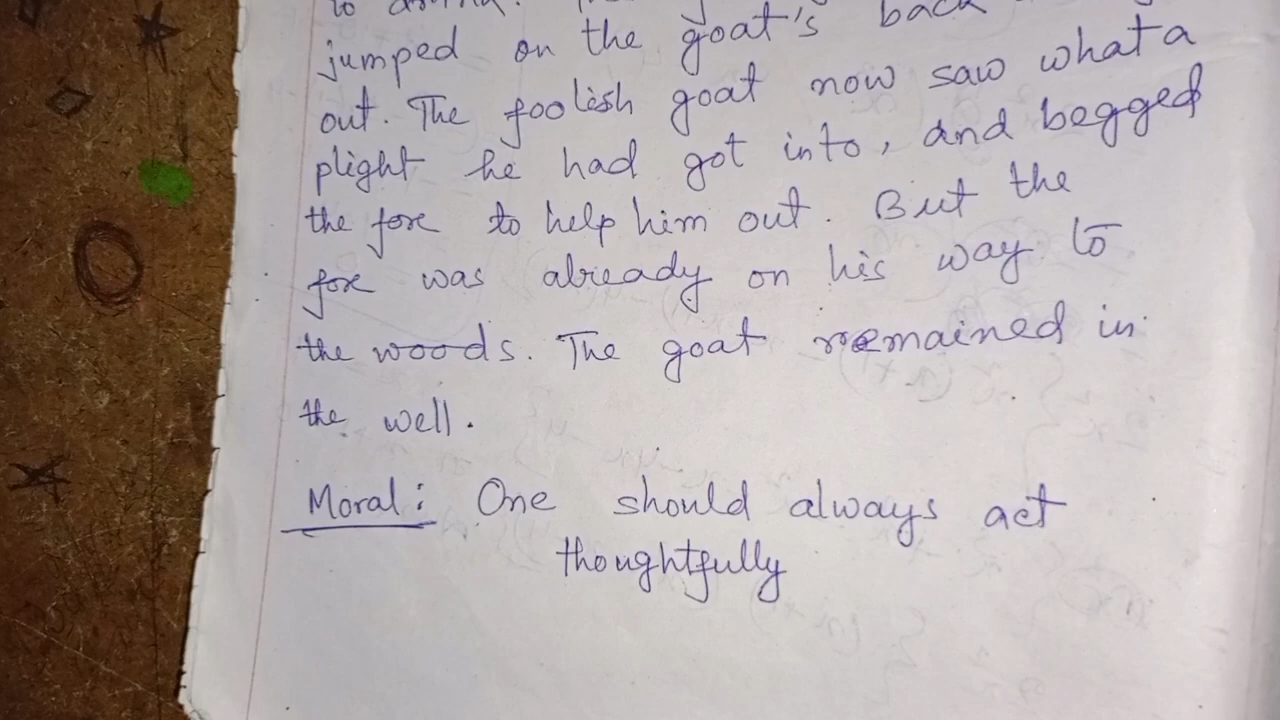 to
jumped on the goat's back
out. The foolish goat now saw what a
plight he had got into, and begged
the fox to help him out. But the
fox was already on his way to
the woods. The goat remained in
the well.
Moral: One should always act
thoughtfully